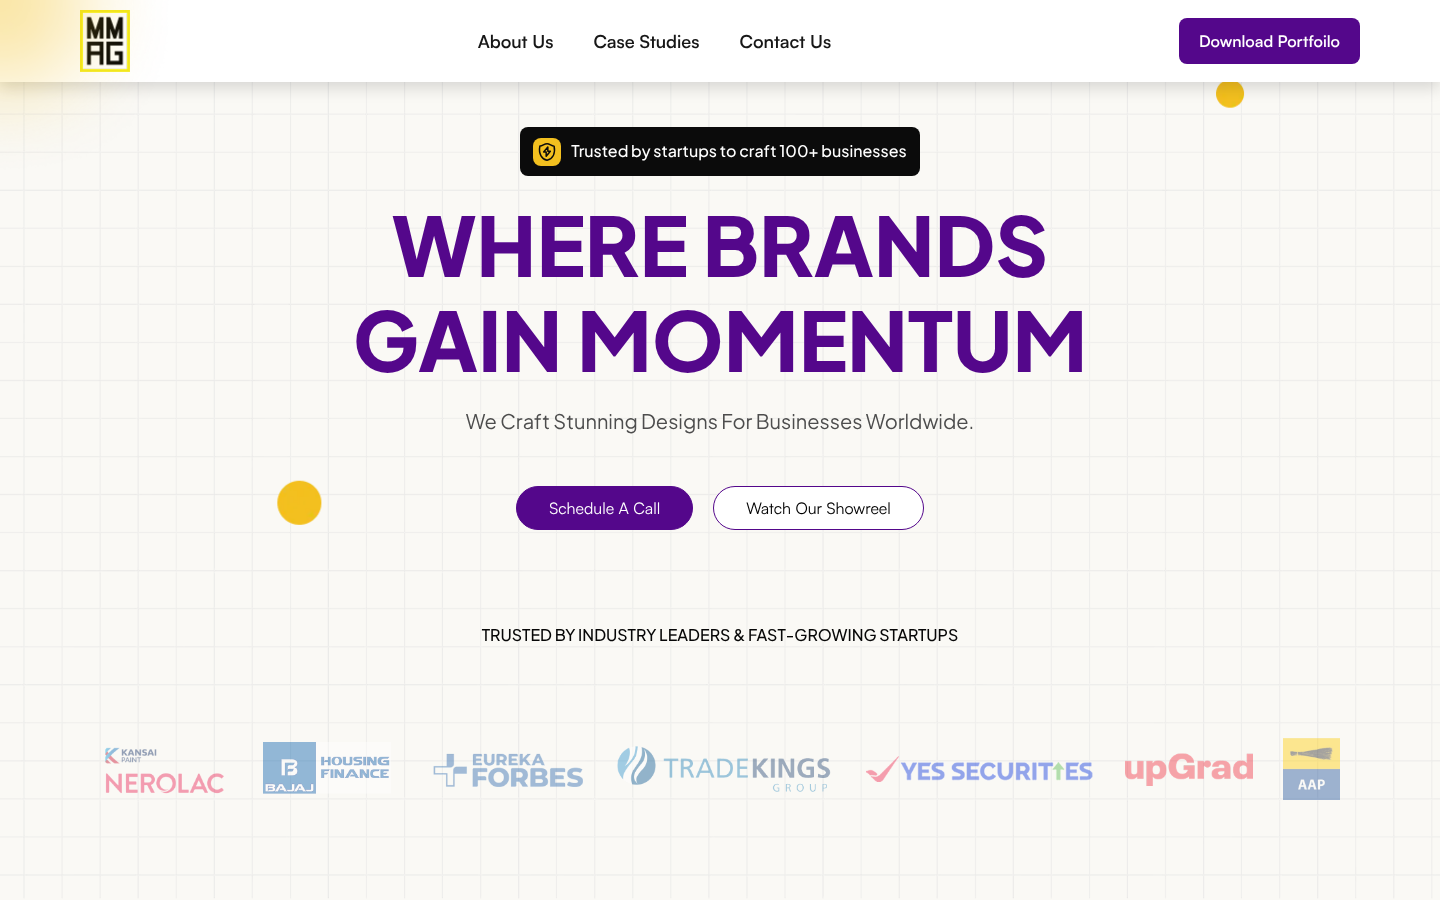 MM
AG
About Us
Case Studies
Contact Us
Download Portfoilo
Trusted by startups to craft 100+ businesses
WHERE BRANDS
GAIN MOMENTUM
We Craft Stunning Designs For Businesses Worldwide.
Schedule A Call
Watch Our Showreel
TRUSTED BY INDUSTRY LEADERS & FAST-GROWING STARTUPS
KANSAI
PAINT
NEROLAC
B
BAJAJ
HOUSING
FINANCE
EUREKA
FORBES
TRADEKINGS
GROUP
YES SECURITIES
upGrad
AAP